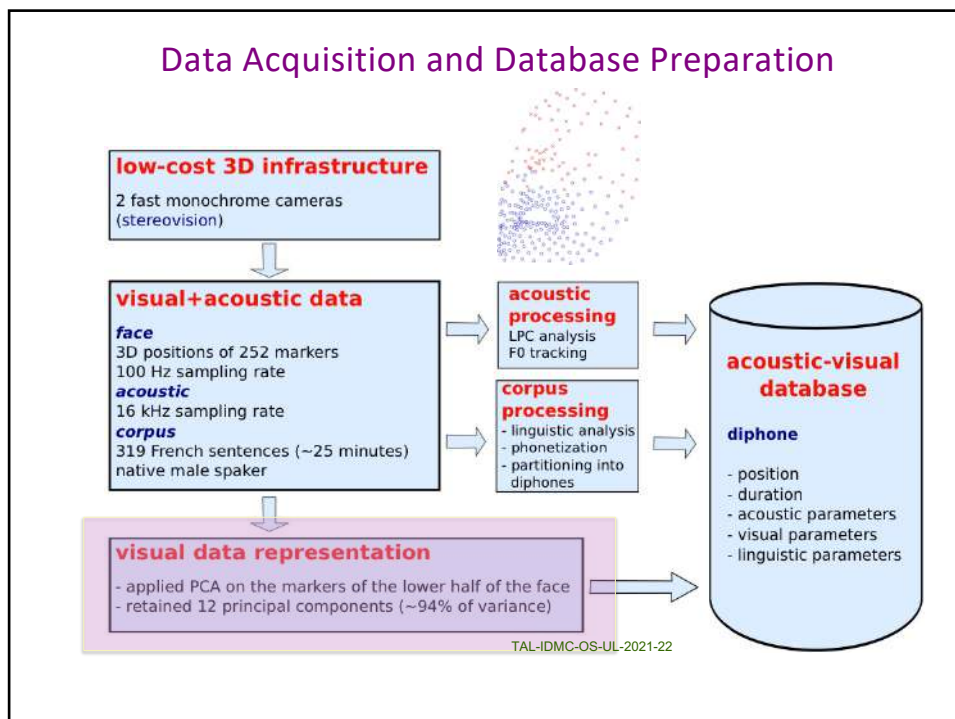 Data Acquisition and Database Preparation
low-cost 3D infrastructure
2 fast monochrome cameras
(stereovision)
visual+acoustic data
face
3D positions of 252 markers
100 Hz sampling rate
acoustic
16 kHz sampling rate
corpus
319 French sentences (~25 minutes)
native male spaker
acoustic
processing
LPC analysis
F0 tracking
corpus
processing
- linguistic analysis
- phonetization
- partitioning into
diphones
visual data representation
- applied PCA on the markers of the lower half of the face
- retained 12 principal components (~94% of variance)
acoustic-visual
database
diphone
- position
- duration
- acoustic parameters
- visual parameters
- linguistic parameters
TAL-IDMC-OS-UL-2021-22